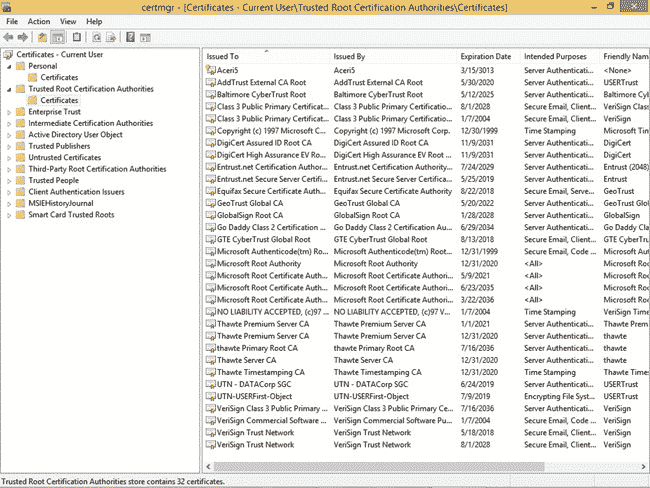 certmgr - [Certificates - Current User\Trusted Root Certification Authorities\Certificates]
File Action View Help
Certificates - Current User
Personal
Certificates
Trusted Root Certification Authorities
Certificates
Enterprise Trust
Intermediate Certification Authorities
Active Directory User Object
Trusted Publishers
Untrusted Certificates
Third-Party Root Certification Authorities
Trusted People
Client Authentication Issuers
MSIEHistoryJournal
Smart Card Trusted Roots
Issued To Issued By Expiration Date Intended Purposes Friendly Name
Aceri5 Aceri5 3/15/3013 Server Authenticati... <None>
AddTrust External CA Root AddTrust External CA Root 5/30/2020 Server Authenticati... USERTrust
Baltimore CyberTrust Root Baltimore CyberTrust Root 5/12/2025 Server Authenticati... Baltimore Cy
Class 3 Public Primary Certificat... Class 3 Public Primary Certification... 8/1/2028 Secure Email, Client... VeriSign Class
Class 3 Public Primary Certificat... Class 3 Public Primary Certification... 1/7/2004 Secure Email, Client... VeriSign
Copyright (c) 1997 Microsoft C... Copyright (c) 1997 Microsoft Corp. 12/30/1999 Time Stamping Microsoft Tin
DigiCert Assured ID Root CA DigiCert Assured ID Root CA 11/9/2031 Server Authenticati... DigiCert
DigiCert High Assurance EV Ro... DigiCert High Assurance EV Root ... 11/9/2031 Server Authenticati... DigiCert
Entrust.net Certification Author... Entrust.net Certification Authority... 7/24/2029 Server Authenticati... Entrust (2048)
Entrust.net Secure Server Certifi... Entrust.net Secure Server Certificati... 5/25/2019 Server Authenticati... Entrust
Equifax Secure Certificate Auth... Equifax Secure Certificate Authority 8/22/2018 Secure Email, Serve... GeoTrust
GeoTrust Global CA GeoTrust Global CA 5/20/2022 Server Authenticati... GeoTrust Glo
GlobalSign Root CA GlobalSign Root CA 1/28/2028 Server Authenticati... GlobalSign
Go Daddy Class 2 Certification ... Go Daddy Class 2 Certification Au... 6/29/2034 Server Authenticati... Go Daddy Cl
GTE CyberTrust Global Root GTE CyberTrust Global Root 8/13/2018 Secure Email, Client... GTE CyberTru
Microsoft Authenticode(tm) Ro... Microsoft Authenticode(tm) Root... 12/31/1999 Secure Email, Code ... Microsoft Au
Microsoft Root Authority Microsoft Root Authority 12/31/2020 <All> Microsoft Ro
Microsoft Root Certificate Auth... Microsoft Root Certificate Authori... 5/9/2021 <All> Microsoft Ro
Microsoft Root Certificate Auth... Microsoft Root Certificate Authori... 6/23/2035 <All> Microsoft Ro
Microsoft Root Certificate Auth... Microsoft Root Certificate Authori... 3/22/2036 <All> Microsoft Ro
NO LIABILITY ACCEPTED, (c)97 ... NO LIABILITY ACCEPTED, (c)97 Ve... 1/7/2004 Time Stamping VeriSign Time
Thawte Premium Server CA Thawte Premium Server CA 1/1/2021 Server Authenticati... Thawte Prem
Thawte Premium Server CA Thawte Premium Server CA 12/31/2020 Server Authenticati... thawte
thawte Primary Root CA thawte Primary Root CA 7/16/2036 Server Authenticati... thawte
Thawte Server CA Thawte Server CA 12/31/2020 Server Authenticati... thawte
Thawte Timestamping CA Thawte Timestamping CA 12/31/2020 Time Stamping Thawte Time
UTN - DATACorp SGC UTN - DATACorp SGC 6/24/2019 Server Authenticati... USERTrust
UTN-USERFirst-Object UTN-USERFirst-Object 7/9/2019 Encrypting File Syst... USERTrust
VeriSign Class 3 Public Primary ... VeriSign Class 3 Public Primary Ce... 7/16/2036 Server Authenticati... VeriSign
VeriSign Commercial Software ... VeriSign Commercial Software Pu... 1/7/2004 Secure Email, Code ... VeriSign Com
VeriSign Trust Network VeriSign Trust Network 5/18/2018 Secure Email, Client... VeriSign
VeriSign Trust Network VeriSign Trust Network 8/1/2028 Secure Email, Client... VeriSign
Trusted Root Certification Authorities store contains 32 certificates.